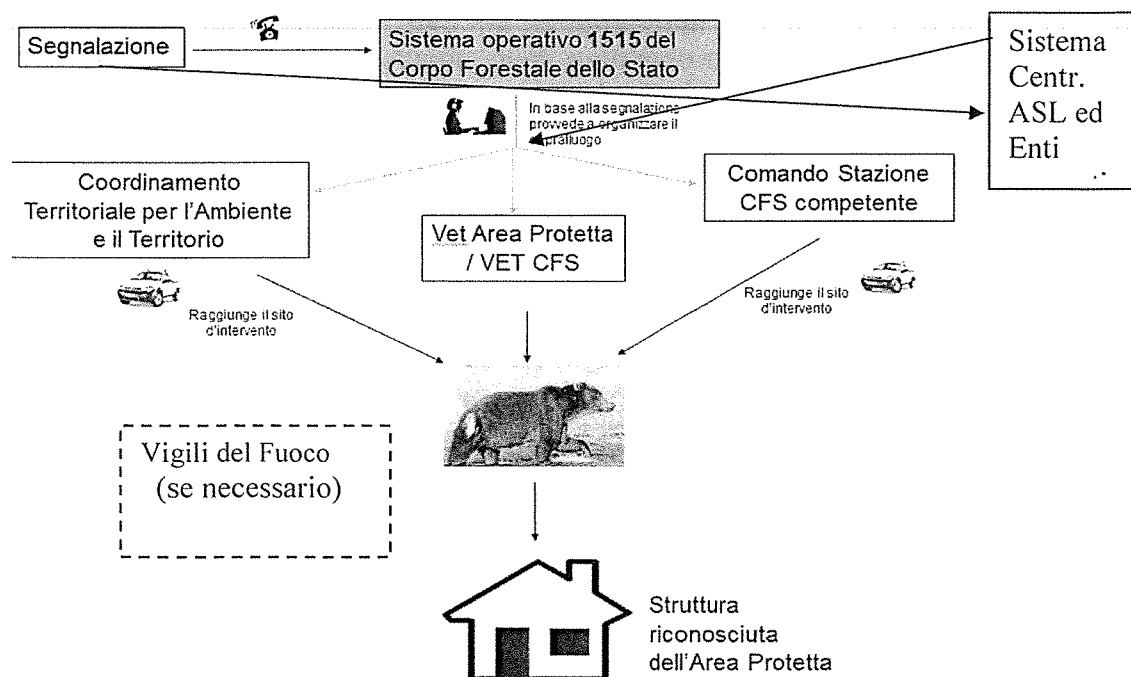 Segnalazione
Sistema operativo 1515 del
Corpo Forestale dello Stato
Sistema
Centr.
ASL ed
Enti
..
In base alla segnalazione
provvede a organizzare il
Coordinamento
Territoriale per l'Ambiente
e il Territorio
Vet Area Protetta
/ VET CFS
Comando Stazione
CFS competente
Raggiunge il sito
d'intervento
Raggiunge il sito
d'intervento
Vigili del Fuoco
(se necessario)
Struttura
riconosciuta
dell'Area Protetta